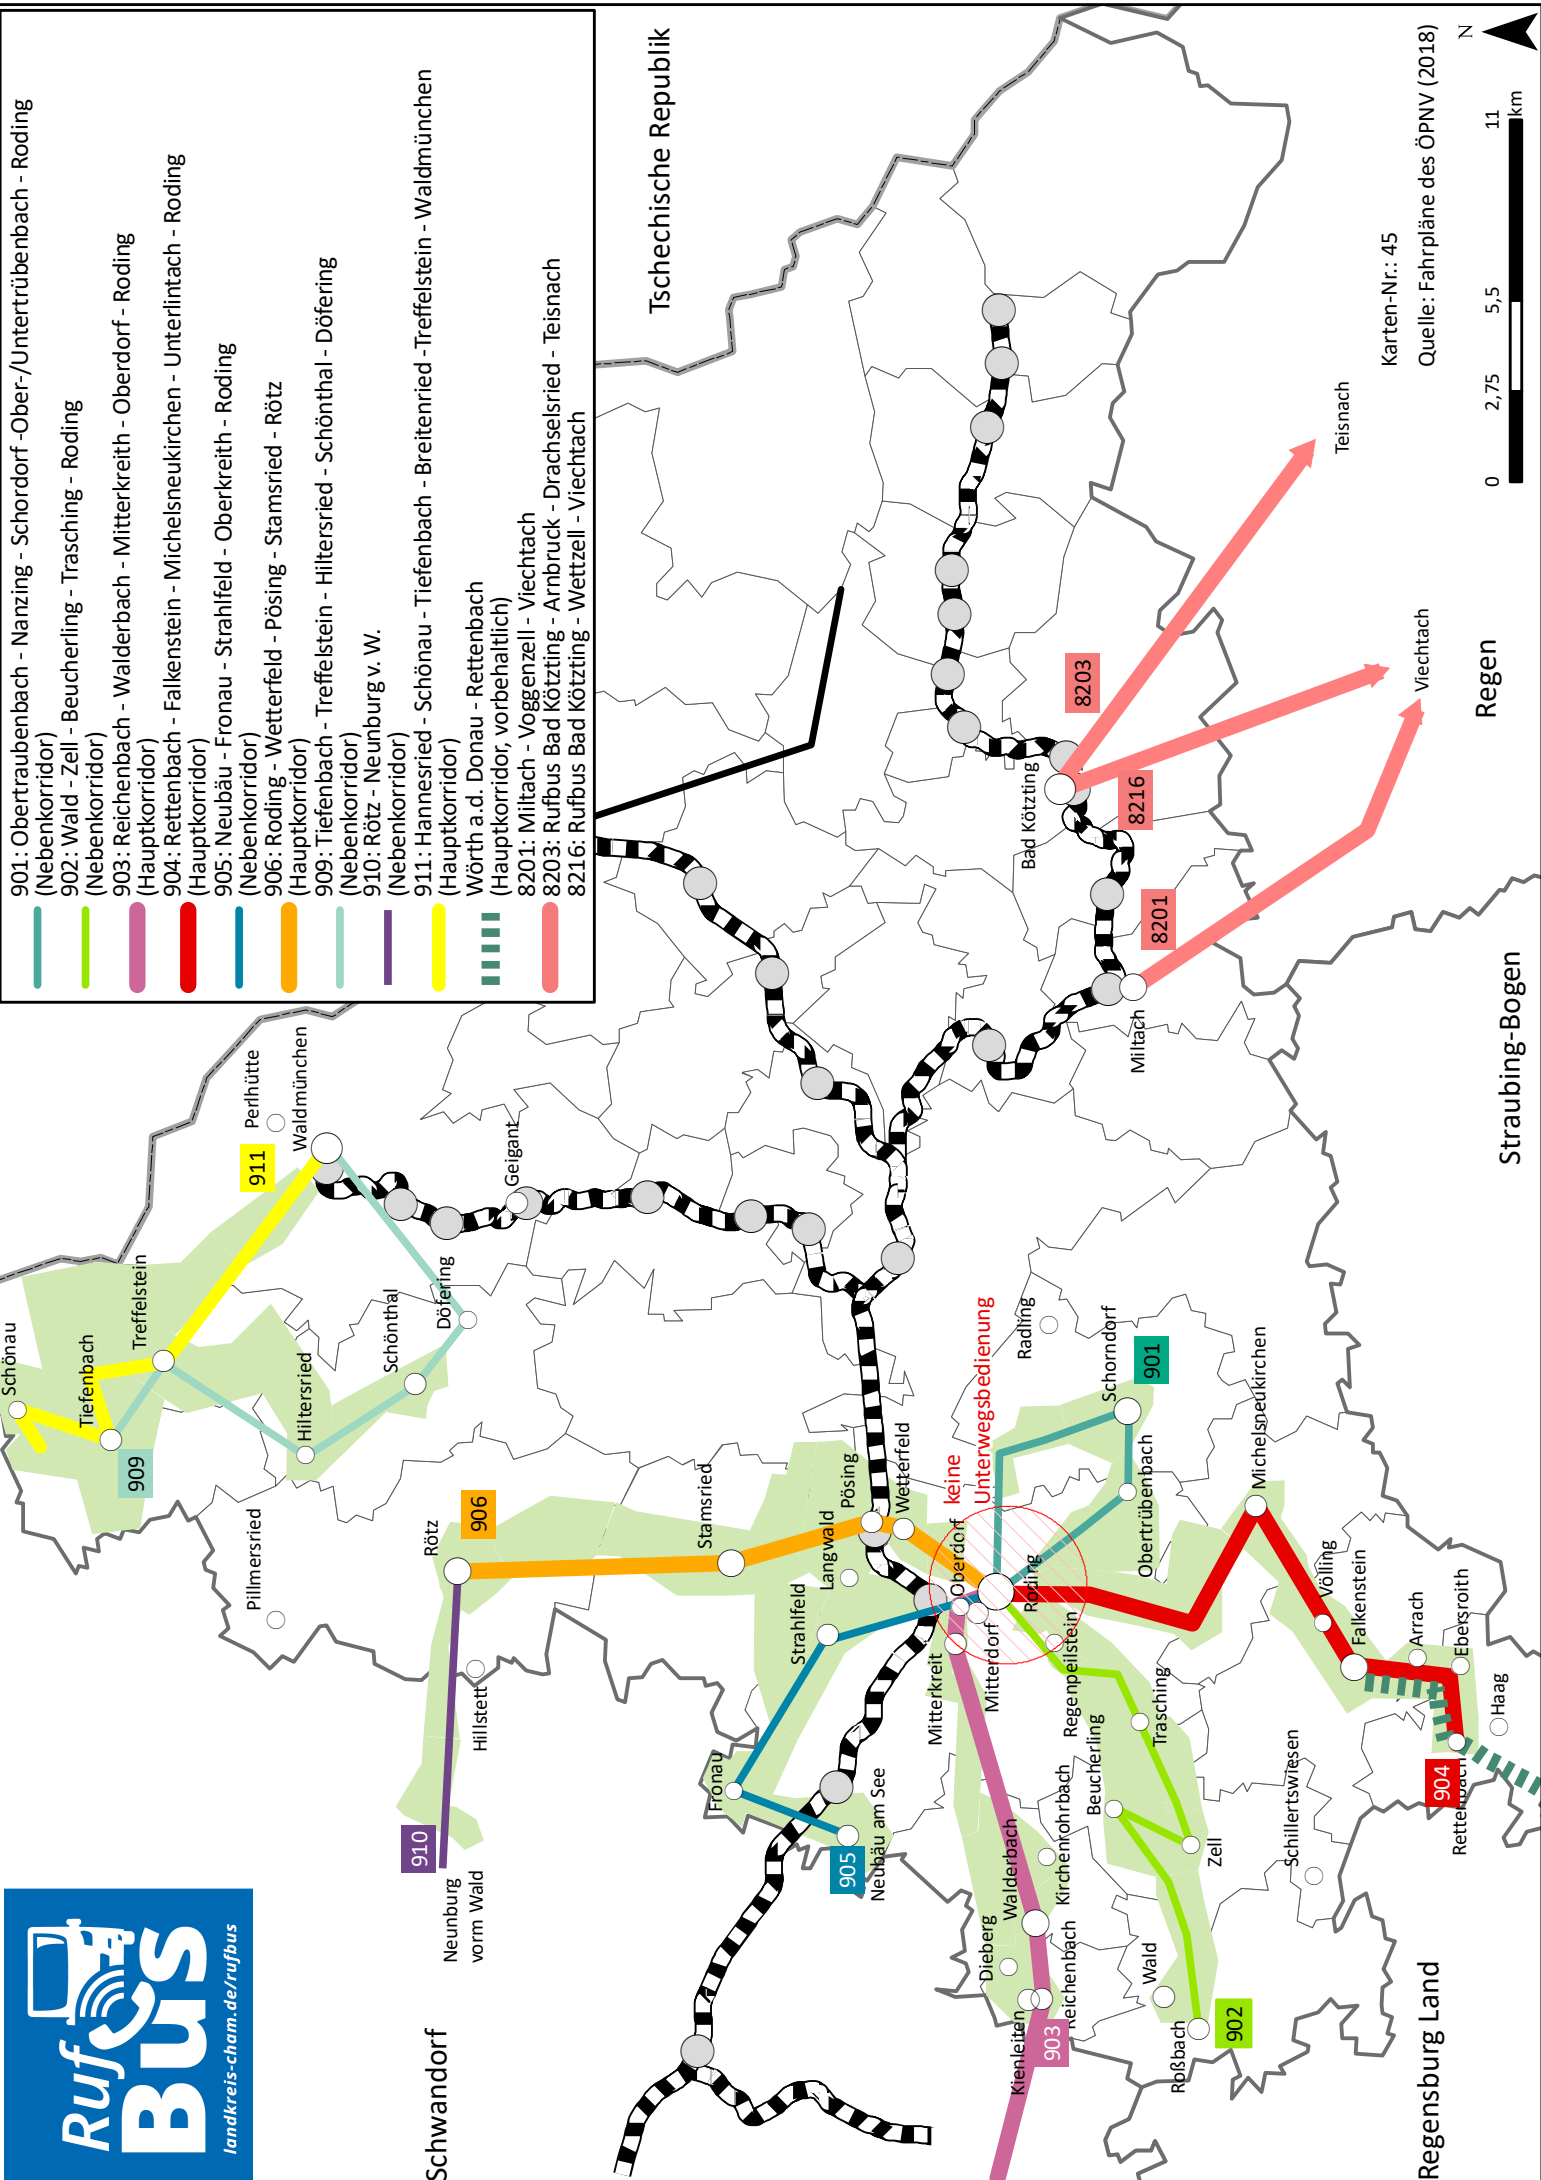 Ruf
Bus
landkreis-cham.de/rufbus
901: Obertraubenbach - Nanzing - Schordorf -Ober-/Untertrübenbach - Roding
(Nebenkorridor)
902: Wald - Zell - Beucherling - Trasching - Roding
(Nebenkorridor)
903: Reichenbach - Walderbach - Mitterkreith - Oberdorf - Roding
(Hauptkorridor)
904: Rettenbach - Falkenstein - Michelsneukirchen - Unterlintach - Roding
(Hauptkorridor)
905: Neubäu - Fronau - Strahlfeld - Oberkreith - Roding
(Nebenkorridor)
906: Roding - Wetterfeld - Pösing - Stamsried - Rötz
(Hauptkorridor)
909: Tiefenbach - Treffelstein - Hiltersried - Schönthal - Döfering
(Nebenkorridor)
910: Rötz - Neunburg v. W.
(Nebenkorridor)
911: Hannesried - Schönau - Tiefenbach - Breitenried -Treffelstein - Waldmünchen
(Hauptkorridor)
Wörth a.d. Donau - Rettenbach
(Hauptkorridor, vorbehaltlich)
8201: Miltach - Voggenzell - Viechtach
8203: Rufbus Bad Kötzting - Arnbruck - Drachselsried - Teisnach
8216: Rufbus Bad Kötzting - Wettzell - Viechtach
Schönau
Tiefenbach
909
Treffelstein
911
Perlhütte
Waldmünchen
Hiltersried
Schönthal
Döfering
Geigant
Pillmersried
Rötz
906
Hillstett
910
Neunburg
vorm Wald
Schwandorf
Stamsried
Tschechische Republik
Fronau
Strahlfeld
Langwald
Pösing
Wetterfeld
905
Neubäu am See
keine
Unterwegsbedienung
Oberdorf
Roding
Mitterkreit
Mitterdorf
Regenpeilstein
Radling
Schorndorf
901
Obertrübenbach
Dieberg
Walderbach
Kirchenrohrbach
Kienleiten
Reichenbach
903
Beucherling
Trasching
Zell
Wald
Roßbach
902
Michelsneukirchen
Völling
Falkenstein
Arrach
Ebersroith
Haag
Rettenbach
904
Schillertswiesen
Regensburg Land
Bad Kötzting
8203
8216
8201
Miltach
Teisnach
Viechtach
Regen
Straubing-Bogen
Karten-Nr.: 45
Quelle: Fahrpläne des ÖPNV (2018)
N
0 2,75 5,5 11
km